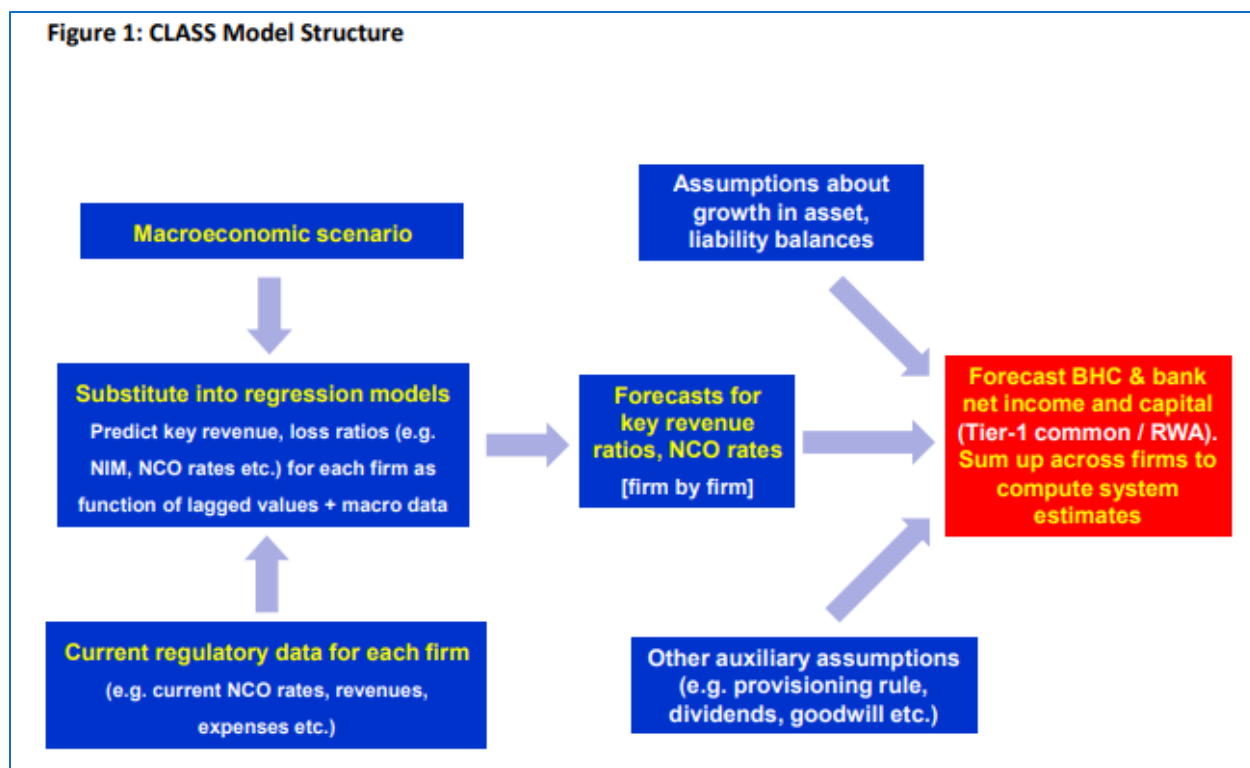 Figure 1: CLASS Model Structure
Macroeconomic scenario
Assumptions about
growth in asset,
liability balances
Substitute into regression models
Predict key revenue, loss ratios (e.g.
NIM, NCO rates etc.) for each firm as
function of lagged values + macro data
Forecasts for
key revenue
ratios, NCO rates
[firm by firm]
Forecast BHC & bank
net income and capital
(Tier-1 common / RWA).
Sum up across firms to
compute system
estimates
Current regulatory data for each firm
(e.g. current NCO rates, revenues,
expenses etc.)
Other auxiliary assumptions
(e.g. provisioning rule,
dividends, goodwill etc.)